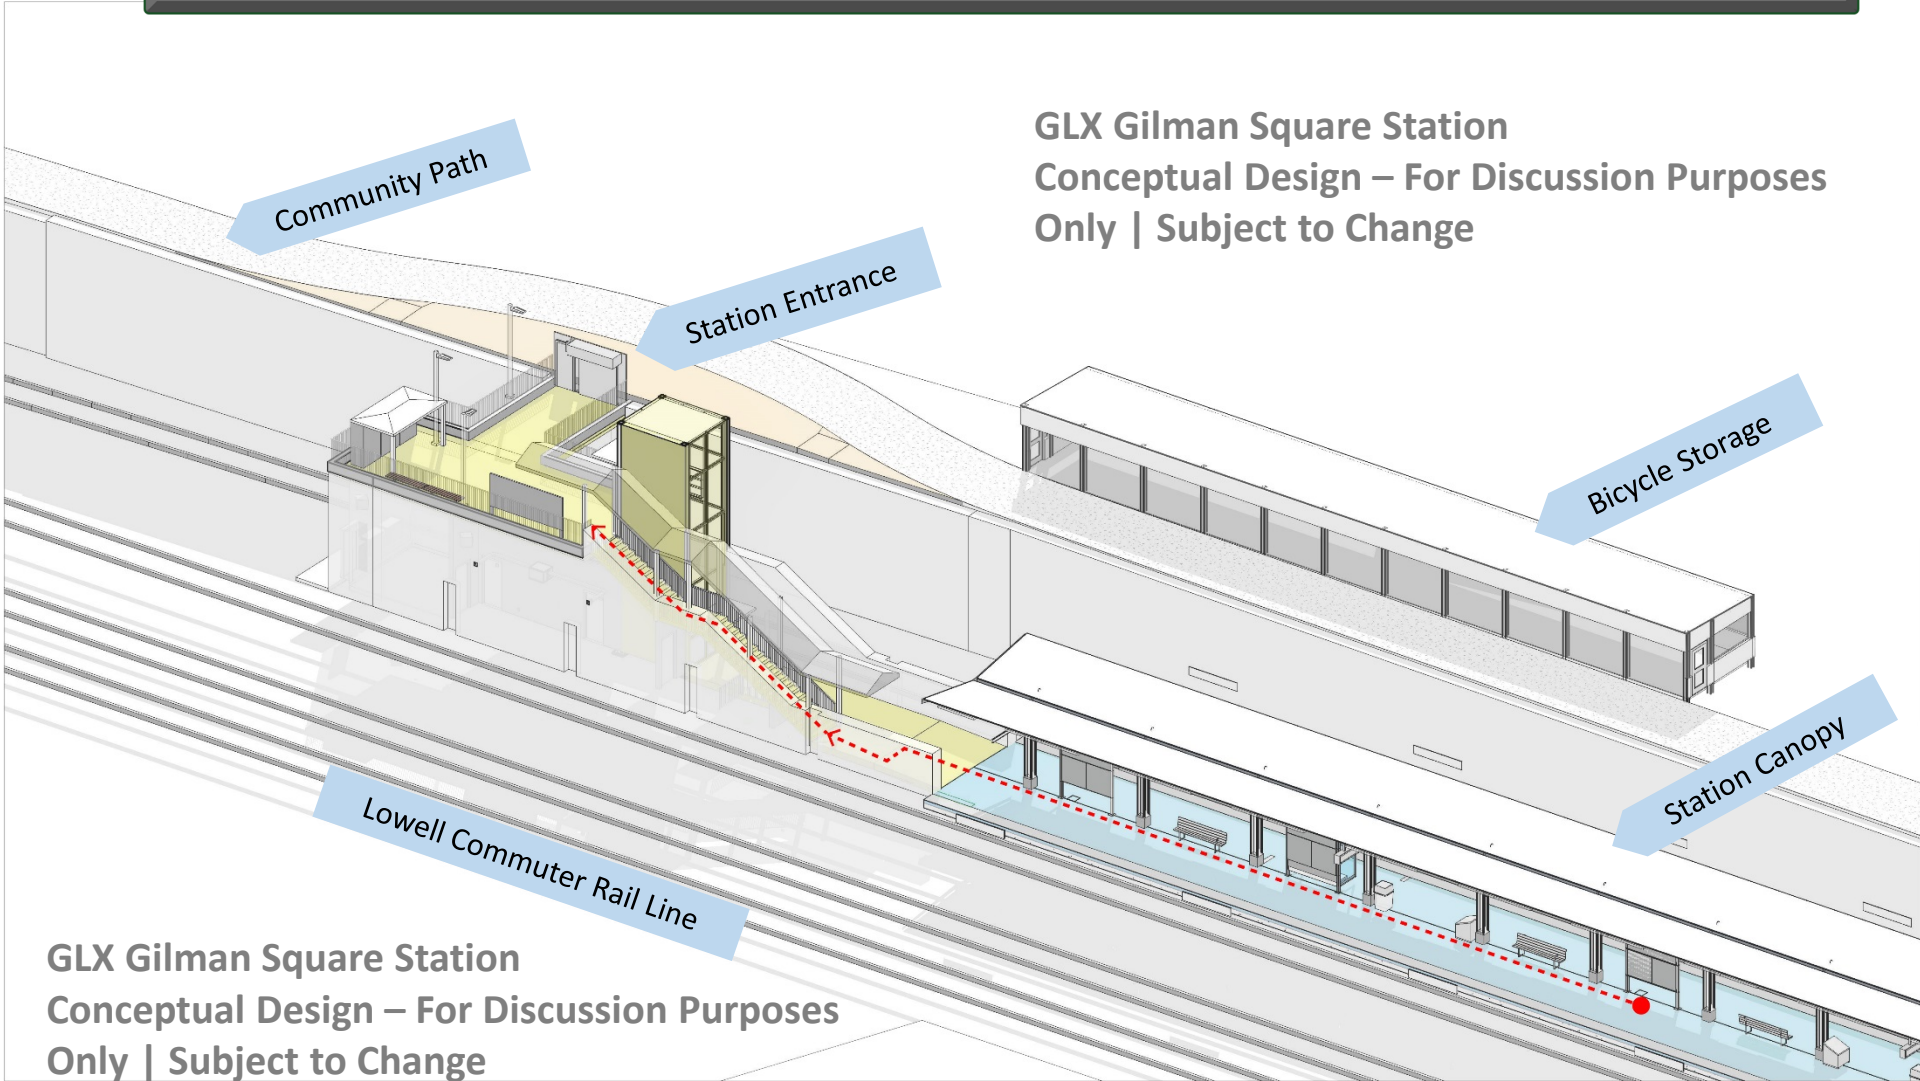 GLX Gilman Square Station
Conceptual Design – For Discussion Purposes
Only | Subject to Change
Community Path
Station Entrance
Bicycle Storage
Station Canopy
Lowell Commuter Rail Line
GLX Gilman Square Station
Conceptual Design – For Discussion Purposes
Only | Subject to Change